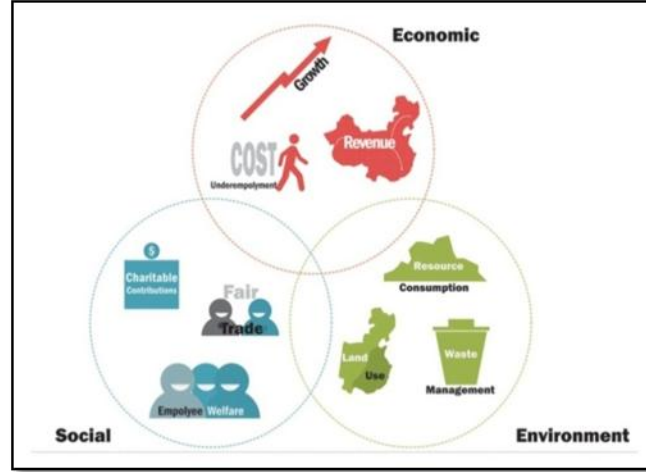 Economic
Growth
Revenue
COST
Underempolyment
$
Charitable
Contributions
Fair
Trade
Empolyee Welfare
Social
Resource
Consumption
Land
Use
Waste
Management
Environment